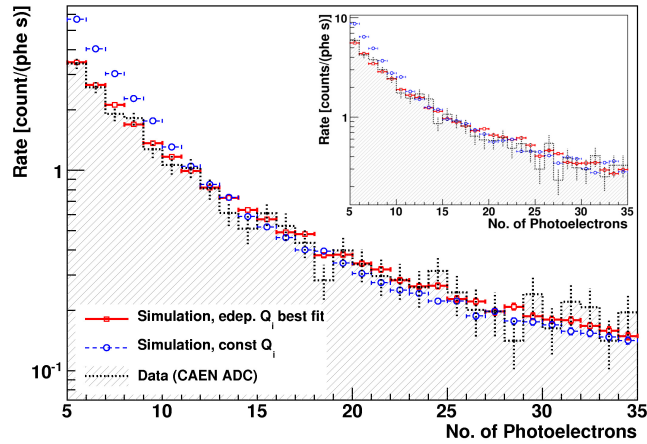 Rate [count/(phe s)]
1
10⁻¹
5 10 15 20 25 30 35
No. of Photoelectrons
Simulation, edep. Qᵢ best fit
Simulation, const Qᵢ
Data (CAEN ADC)
Rate [counts/(phe s)]
10
1
5 10 15 20 25 30 35
No. of Photoelectrons